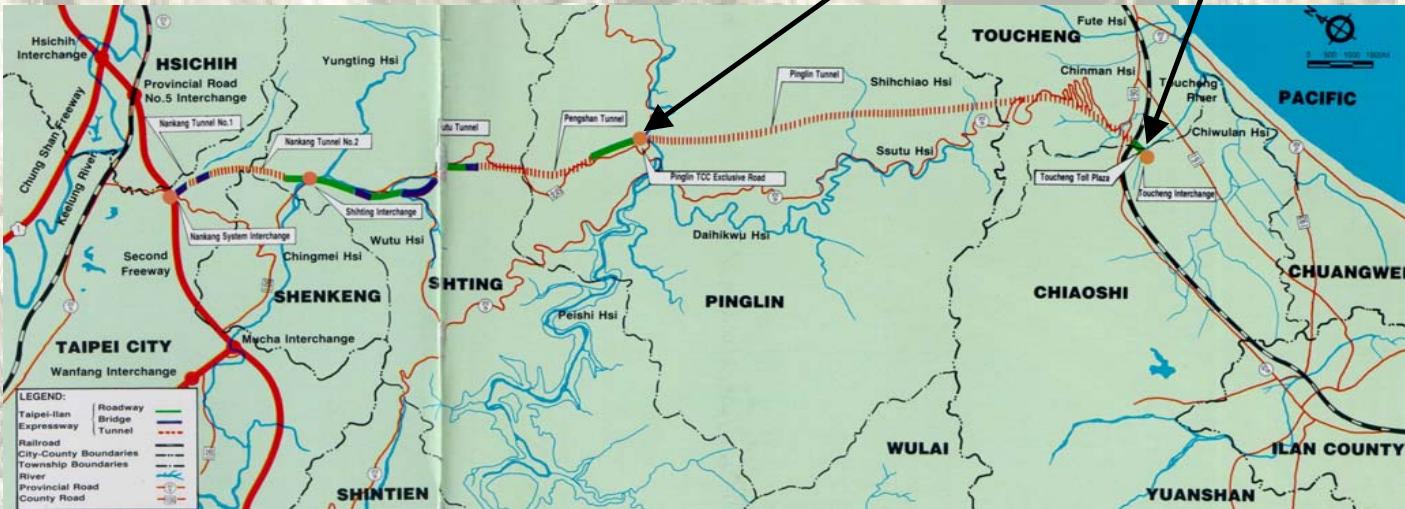 Hsichih
Interchange
HSICHIH
Provincial Road
No.5 Interchange
Yungting Hsi
Chung Shan Freeway
Keelung River
Nankang Tunnel No.1
Nankang Tunnel No.2
utu Tunnel
Pengshan Tunnel
Pinglin Tunnel
Shihchiao Hsi
TOUCHENG
Fute Hsi
Chinman Hsi
Toucheng
River
Chiwulan Hsi
PACIFIC
N
0 500 1000 1500M
Ssutu Hsi
Pinglin TCC Exclusive Road
Toucheng Toll Plaza
Toucheng Interchange
Shihting Interchange
Nankang System Interchange
Wutu Hsi
Daihikwu Hsi
Second
Freeway
Chingmei Hsi
SHENKENG
SHTING
PINGLIN
CHIAOSHI
CHUANGWEI
Peishi Hsi
TAIPEI CITY
Mucha Interchange
Wanfang Interchange
WULAI
ILAN COUNTY
SHINTIEN
YUANSHAN
LEGEND:
Taipei-Ilan
Expressway
Roadway
Bridge
Tunnel
Railroad
City-County Boundaries
Township Boundaries
River
Provincial Road
County Road
1